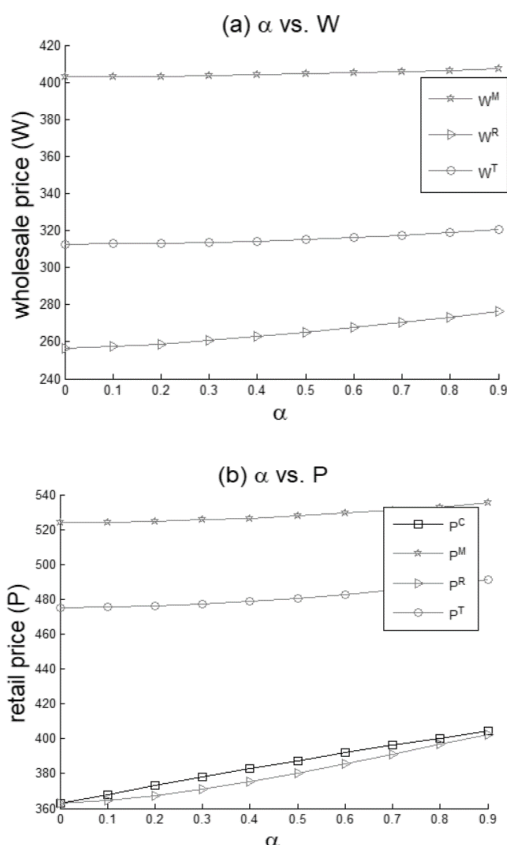 (a) α vs. W
420
400
380
360
340
320
300
280
260
240
wholesale price (W)
W^M
W^R
W^T
0 0.1 0.2 0.3 0.4 0.5 0.6 0.7 0.8 0.9
α
(b) α vs. P
540
520
500
480
460
440
420
400
380
360
retail price (P)
P^C
P^M
P^R
P^T
0 0.1 0.2 0.3 0.4 0.5 0.6 0.7 0.8 0.9
α